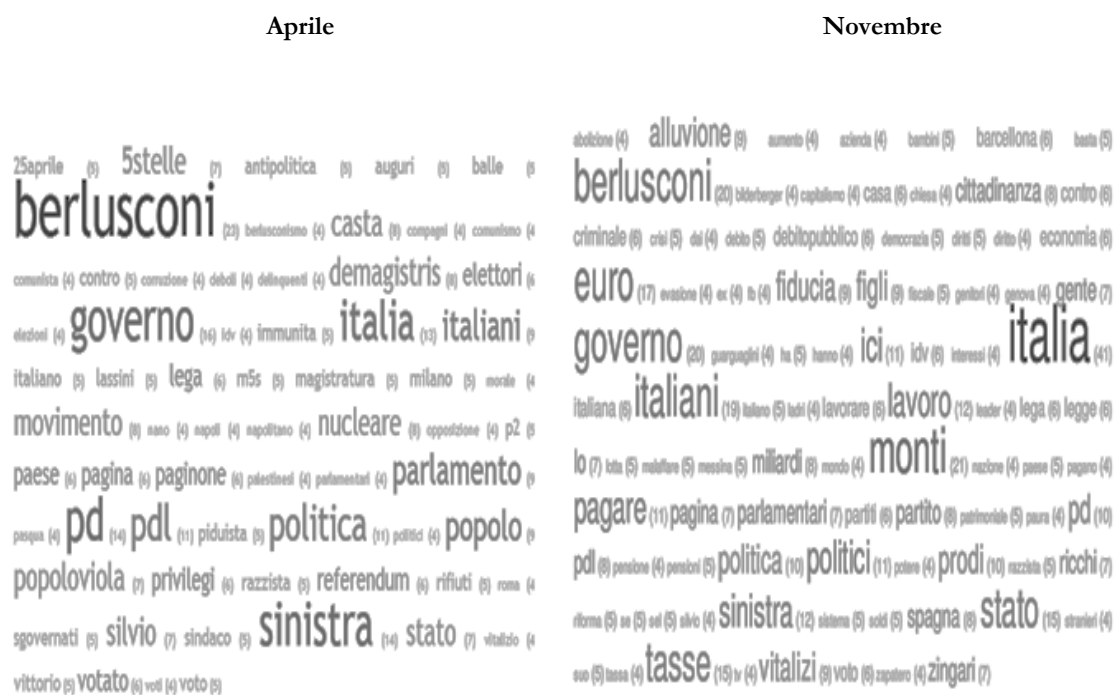 Aprile
25aprile (5) 5stelle (7) antipolitica (5) auguri (5) balle (5
berlusconi (23) berlusconismo (4) casta (8) compagni (4) comunismo (4
comunista (4) contro (5) corruzione (4) deboli (4) delinquenti (4) demagistris (8) elettori (6
elezioni (4) governo (16) idv (4) immunita (5) italia (13) italiani (9
italiano (5) lassini (5) lega (6) m5s (5) magistratura (5) milano (5) morale (4
movimento (8) nano (4) napoli (4) napolitano (4) nucleare (8) opposizione (4) p2 (5
paese (6) pagina (6) paginone (6) palestinesi (4) parlamentari (4) parlamento (9
pasqua (4) pd (14) pdl (11) piduista (5) politica (11) politici (4) popolo (9
popoloviola (7) privilegi (6) razzista (5) referendum (6) rifiuti (5) roma (4
sgovernati (5) silvio (7) sindaco (5) sinistra (14) stato (7) vitalizio (4
vittorio (5) votato (6) voti (4) voto (5)
Novembre
abolizione (4) alluvione (9) aumento (4) azienda (4) bambini (5) barcellona (6) basta (5)
berlusconi (20) bilderberger (4) capitalismo (4) casa (6) chiesa (4) cittadinanza (8) contro (6)
criminale (6) crisi (5) dal (4) debito (5) debitopubblico (6) democrazia (5) diritti (5) diritto (4) economia (6)
euro (17) evasione (4) ex (4) fb (4) fiducia (9) figli (9) fiscale (5) genitori (4) genova (4) gente (7)
governo (20) guarguaglini (4) ha (5) hanno (4) ici (11) idv (6) interessi (4) italia (41)
italiana (6) italiani (19) italiano (5) ladri (4) lavorare (6) lavoro (12) leader (4) lega (6) legge (6)
lo (7) lotta (5) malaffare (5) messina (5) miliardi (8) mondo (4) monti (21) nazione (4) paese (5) pagano (4)
pagare (11) pagina (7) parlamentari (7) partiti (6) partito (8) patrimoniale (5) paura (4) pd (10)
pdl (8) pensione (4) pensioni (5) politica (10) politici (11) potere (4) prodi (10) razzista (5) ricchi (7)
riforma (5) se (5) sel (5) silvio (4) sinistra (12) sistema (5) soldi (5) spagna (8) stato (15) stranieri (4)
suo (5) tassa (4) tasse (15) tv (4) vitalizi (9) voto (6) zapatero (4) zingari (7)